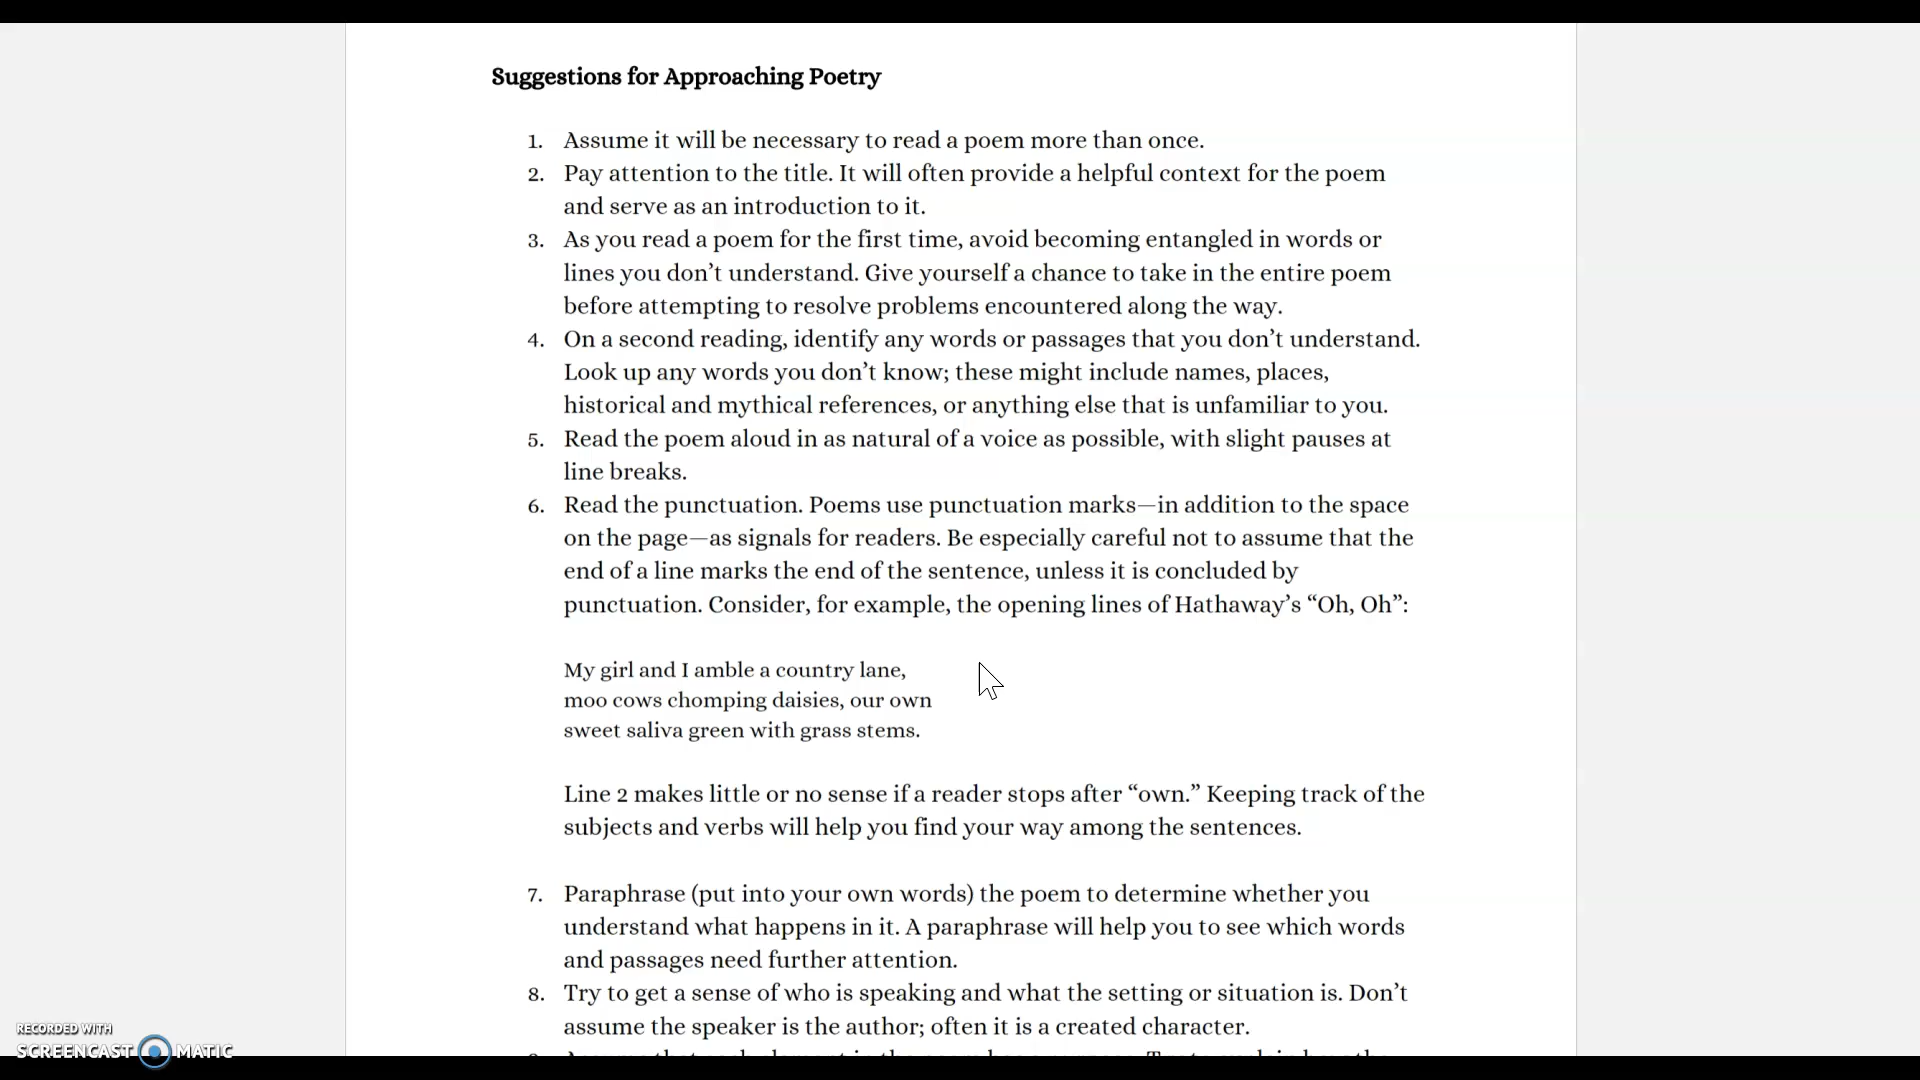 Suggestions for Approaching Poetry
1. Assume it will be necessary to read a poem more than once.
2. Pay attention to the title. It will often provide a helpful context for the poem
and serve as an introduction to it.
3. As you read a poem for the first time, avoid becoming entangled in words or
lines you don’t understand. Give yourself a chance to take in the entire poem
before attempting to resolve problems encountered along the way.
4. On a second reading, identify any words or passages that you don’t understand.
Look up any words you don’t know; these might include names, places,
historical and mythical references, or anything else that is unfamiliar to you.
5. Read the poem aloud in as natural of a voice as possible, with slight pauses at
line breaks.
6. Read the punctuation. Poems use punctuation marks—in addition to the space
on the page—as signals for readers. Be especially careful not to assume that the
end of a line marks the end of the sentence, unless it is concluded by
punctuation. Consider, for example, the opening lines of Hathaway’s “Oh, Oh”:
My girl and I amble a country lane,
moo cows chomping daisies, our own
sweet saliva green with grass stems.
Line 2 makes little or no sense if a reader stops after “own.” Keeping track of the
subjects and verbs will help you find your way among the sentences.
7. Paraphrase (put into your own words) the poem to determine whether you
understand what happens in it. A paraphrase will help you to see which words
and passages need further attention.
8. Try to get a sense of who is speaking and what the setting or situation is. Don’t
assume the speaker is the author; often it is a created character.
RECORDED WITH
SCREENCAST MATIC